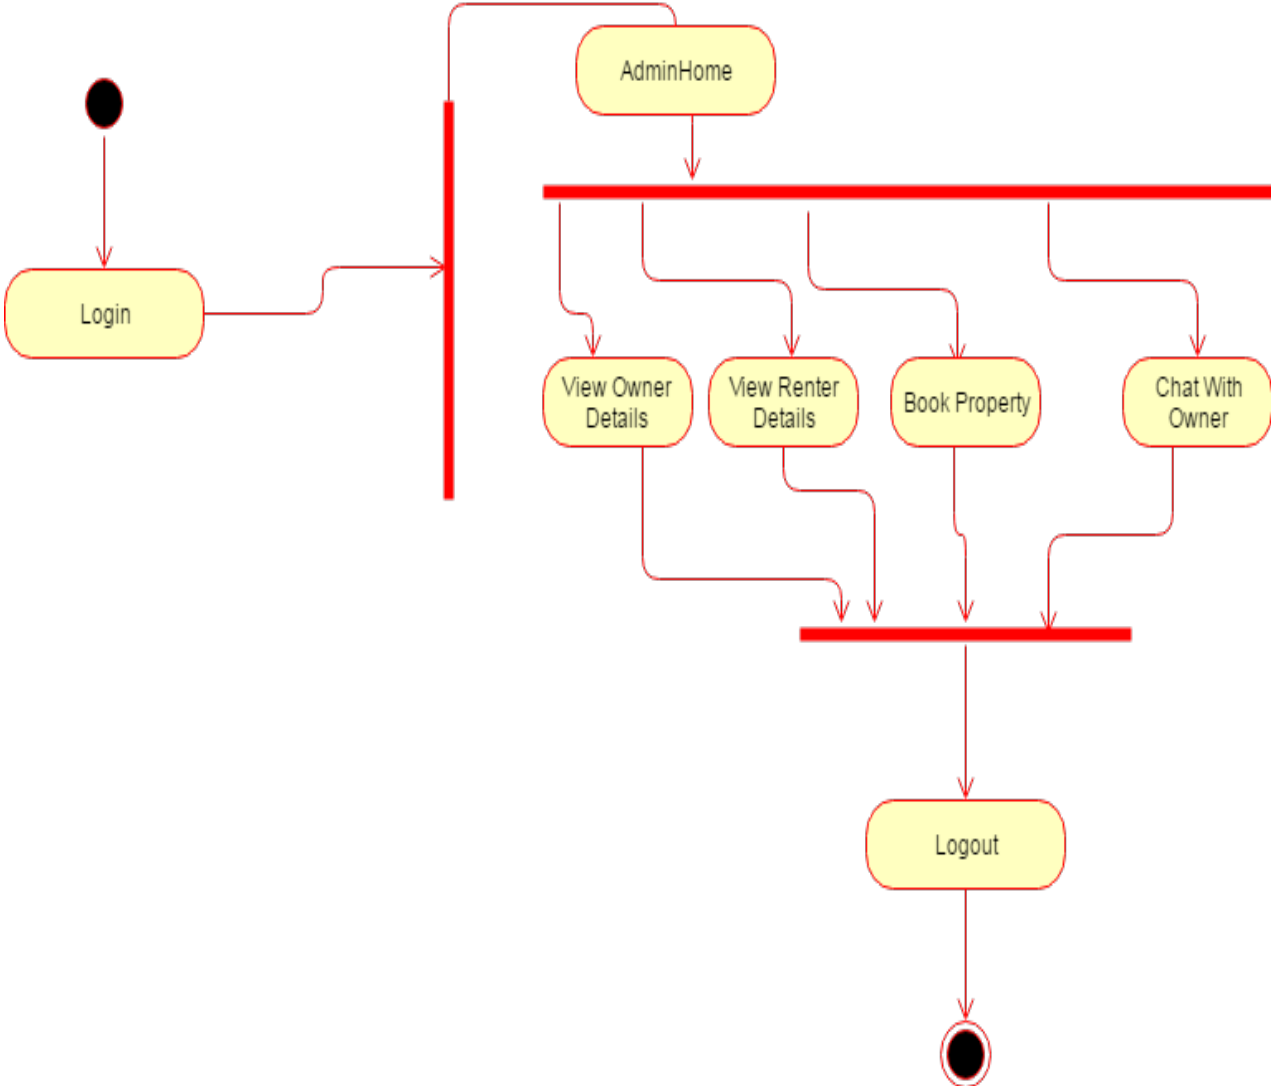 AdminHome
Login
View Owner
Details
View Renter
Details
Book Property
Chat With
Owner
Logout